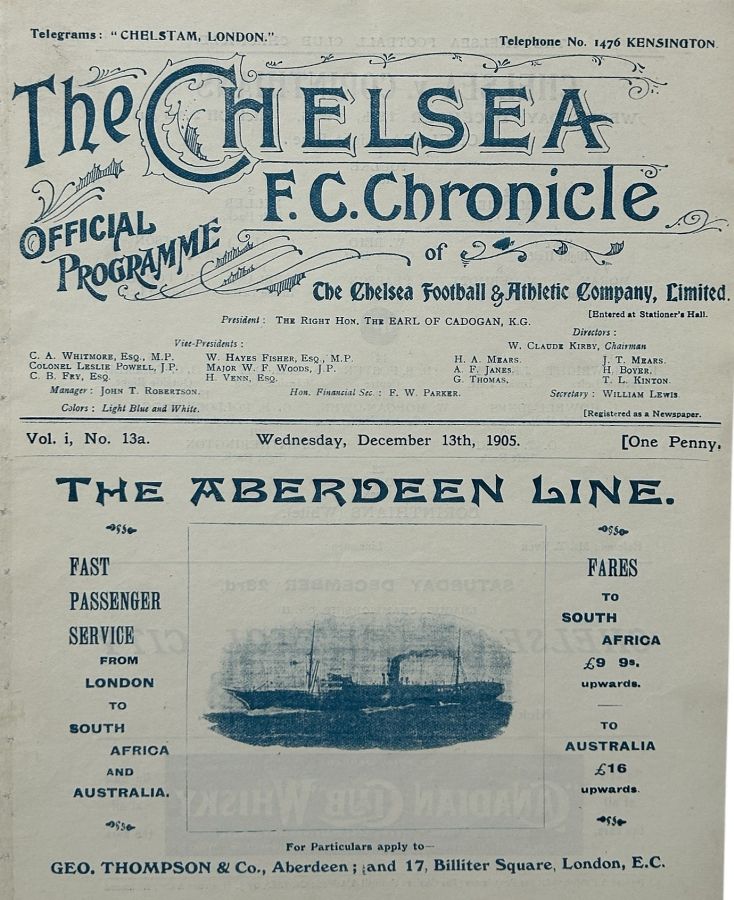 Telegrams: "CHELSTAM, LONDON."
Telephone No. 1476 KENSINGTON.
The CHELSEA
F.C. Chronicle
OFFICIAL
PROGRAMME
of
The Chelsea Football & Athletic Company, Limited.
[Entered at Stationer's Hall.
President: THE RIGHT HON. THE EARL OF CADOGAN, K.G.
Vice-Presidents:
C. A. WHITMORE, ESQ., M.P. W. HAYES FISHER, ESQ., M.P.
COLONEL LESLIE POWELL, J.P. MAJOR W. F. WOODS, J.P.
C. B. FRY, ESQ. H. VENN, ESQ.
Directors:
W. CLAUDE KIRBY, Chairman
H. A. MEARS. J. T. MEARS.
A. F. JANES. H. BOYER.
G. THOMAS. T. L. KINTON.
Manager: JOHN T. ROBERTSON. Hon. Financial Sec: F. W. PARKER. Secretary: WILLIAM LEWIS
Colors: Light Blue and White.
[Registered as a Newspaper.
Vol. i, No. 13a. Wednesday, December 13th, 1905. [One Penny.
THE ABERDEEN LINE.
FAST
PASSENGER
SERVICE
FROM
LONDON
TO
SOUTH
AFRICA
AND
AUSTRALIA.
FARES
TO
SOUTH
AFRICA
£9 9s.
upwards.
TO
AUSTRALIA
£16
upwards.
For Particulars apply to—
GEO. THOMPSON & Co., Aberdeen; and 17, Billiter Square, London, E.C.